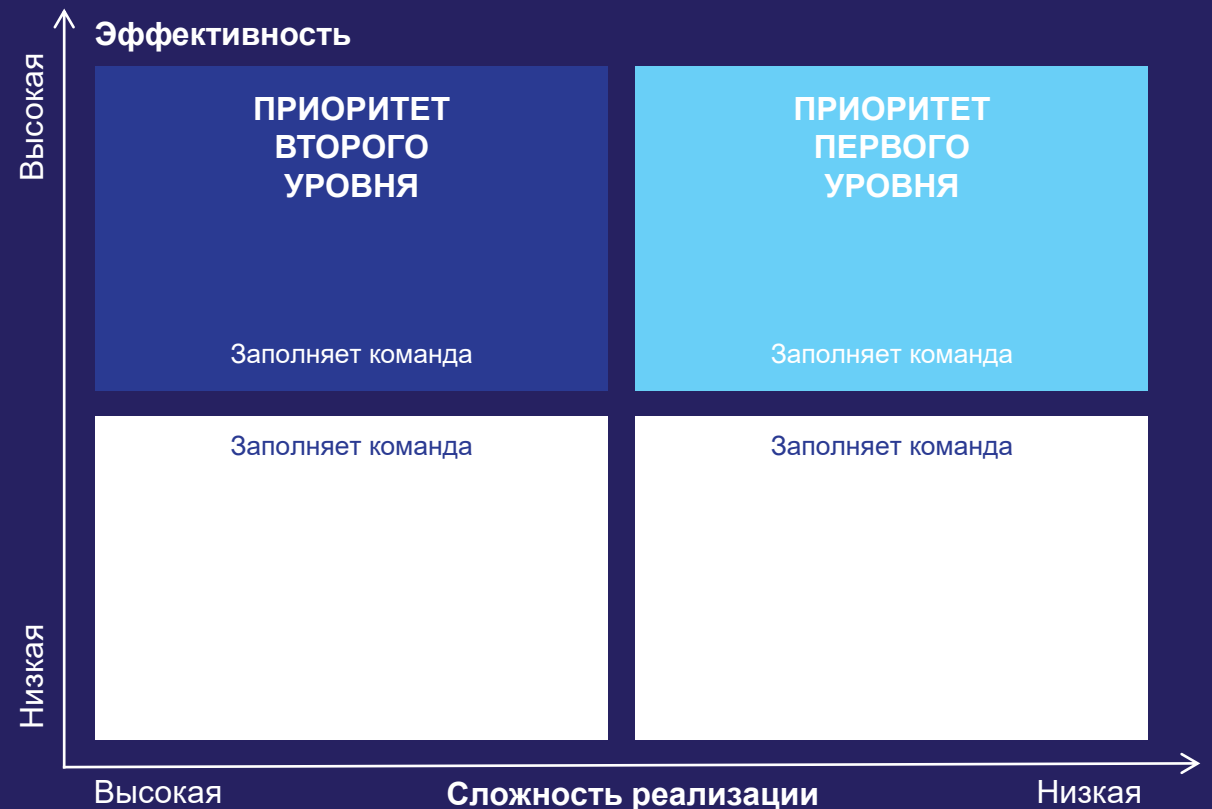 Эффективность
Высокая
ПРИОРИТЕТ
ВТОРОГО
УРОВНЯ
Заполняет команда
ПРИОРИТЕТ
ПЕРВОГО
УРОВНЯ
Заполняет команда
Заполняет команда
Заполняет команда
Низкая
Высокая
Сложность реализации
Низкая